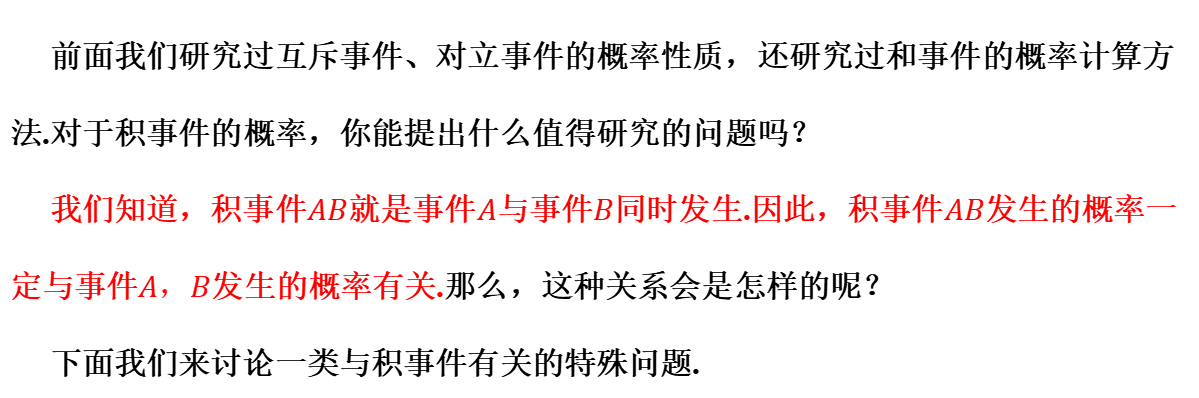 前面我们研究过互斥事件、对立事件的概率性质，还研究过和事件的概率计算方
法.对于积事件的概率，你能提出什么值得研究的问题吗？
我们知道，积事件AB就是事件A与事件B同时发生.因此，积事件AB发生的概率一
定与事件A，B发生的概率有关.那么，这种关系会是怎样的呢？
下面我们来讨论一类与积事件有关的特殊问题.